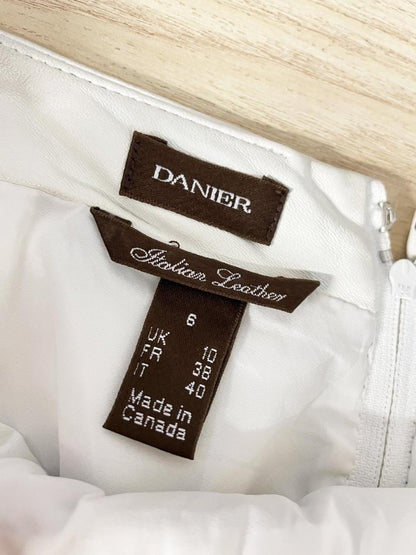 DANIER
Italian Leather
6
UK 10
FR 38
IT 40
Made in
Canada